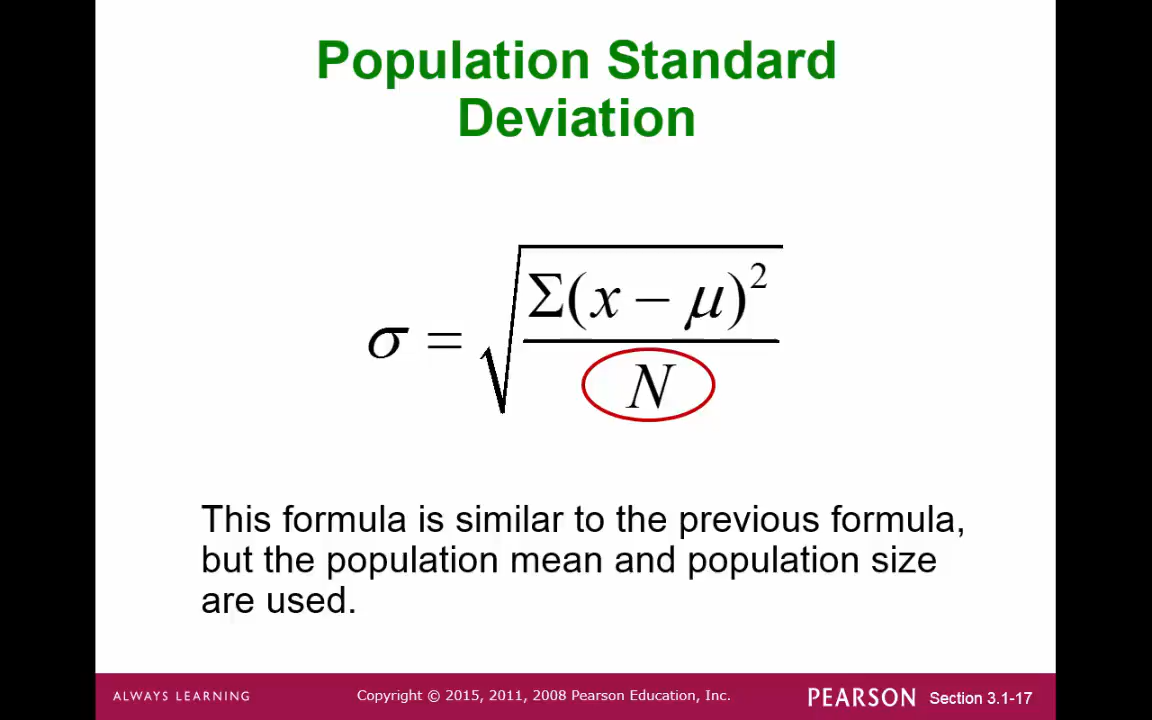 Population Standard
Deviation
σ = √(Σ(x − μ)² / N)
This formula is similar to the previous formula,
but the population mean and population size
are used.
ALWAYS LEARNING
Copyright © 2015, 2011, 2008 Pearson Education, Inc.
PEARSON
Section 3.1-17